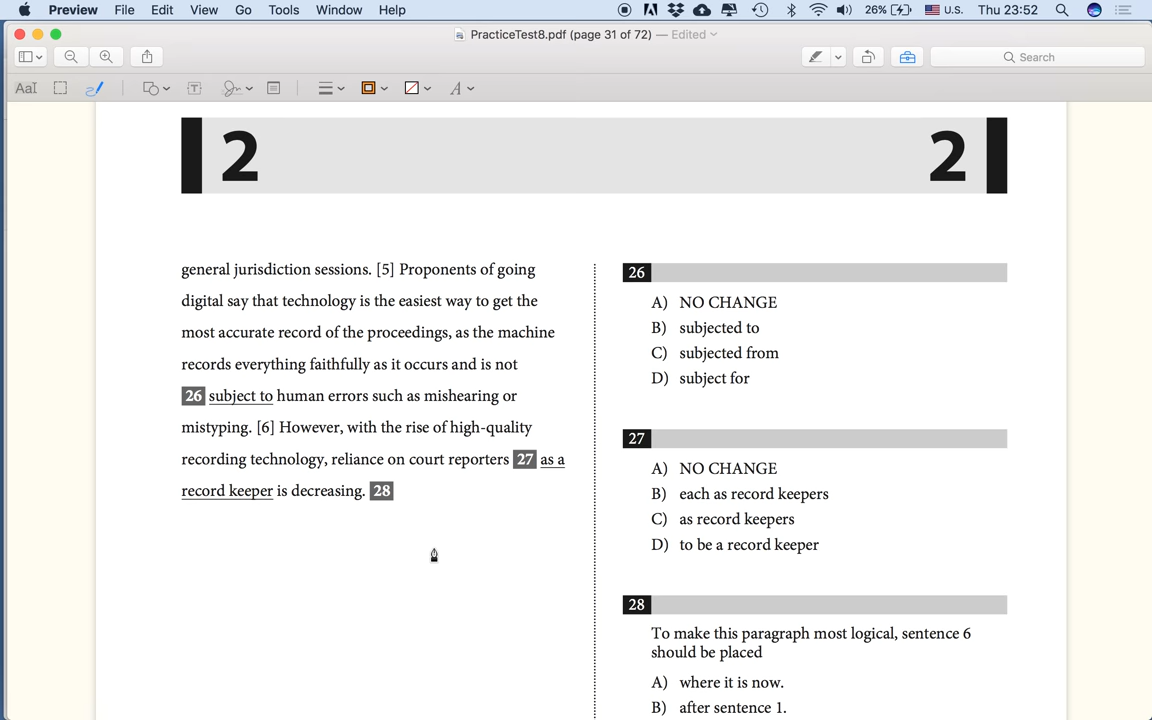 Preview File Edit View Go Tools Window Help 26% U.S. Thu 23:52
PracticeTest8.pdf (page 31 of 72) — Edited
Search
AaI T A
2 2
general jurisdiction sessions. [5] Proponents of going
digital say that technology is the easiest way to get the
most accurate record of the proceedings, as the machine
records everything faithfully as it occurs and is not
26 subject to human errors such as mishearing or
mistyping. [6] However, with the rise of high-quality
recording technology, reliance on court reporters 27 as a
record keeper is decreasing. 28
26
A) NO CHANGE
B) subjected to
C) subjected from
D) subject for
27
A) NO CHANGE
B) each as record keepers
C) as record keepers
D) to be a record keeper
28
To make this paragraph most logical, sentence 6
should be placed
A) where it is now.
B) after sentence 1.